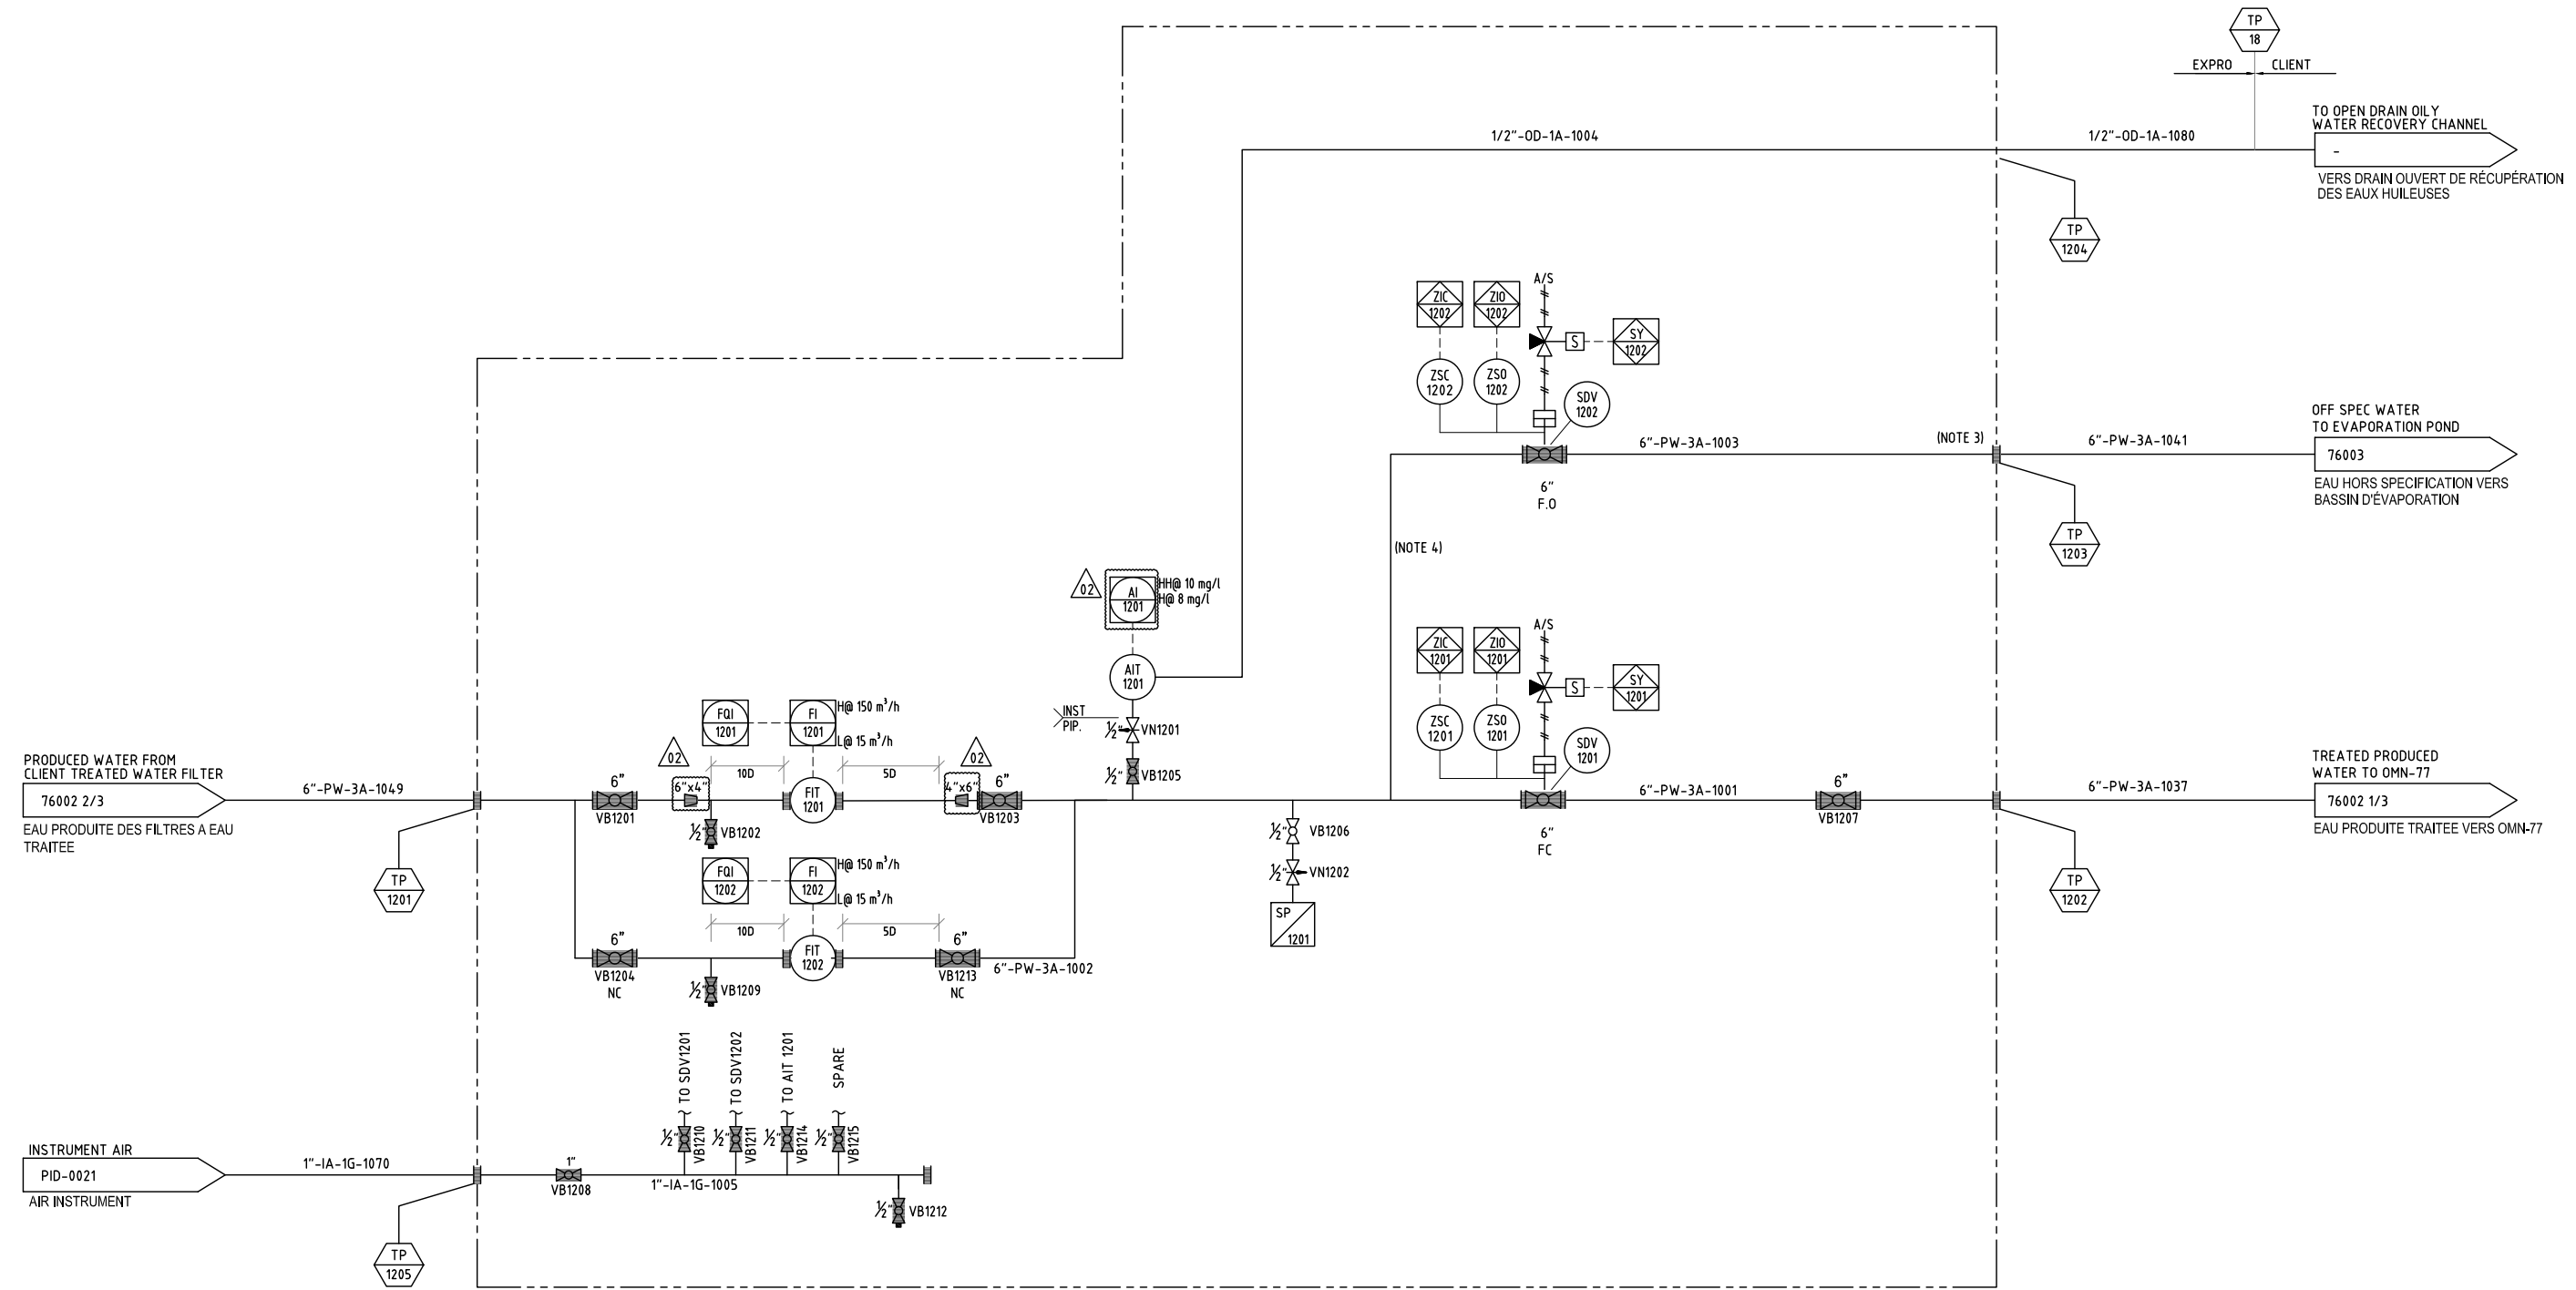 TP
18
EXPRO
CLIENT
TO OPEN DRAIN OILY
WATER RECOVERY CHANNEL
1/2"-OD-1A-1004
1/2"-OD-1A-1080
-
VERS DRAIN OUVERT DE RÉCUPÉRATION
DES EAUX HUILEUSES
TP
1204
A/S
ZIC
1202
ZIO
1202
S
SY
1202
ZSC
1202
ZSO
1202
SDV
1202
6"-PW-3A-1003
(NOTE 3)
6"-PW-3A-1041
OFF SPEC WATER
TO EVAPORATION POND
76003
EAU HORS SPECIFICATION VERS
BASSIN D'ÉVAPORATION
6"
F.O
TP
1203
(NOTE 4)
02
AI
1201
HH@ 10 mg/l
H@ 8 mg/l
AIT
1201
A/S
ZIC
1201
ZIO
1201
S
SY
1201
ZSC
1201
ZSO
1201
SDV
1201
INST
PIP.
1/2"
VN1201
1/2"
VB1205
FQI
1201
FI
1201
H@ 150 m³/h
L@ 15 m³/h
02
02
10D
5D
PRODUCED WATER FROM
CLIENT TREATED WATER FILTER
76002 2/3
EAU PRODUITE DES FILTRES A EAU
TRAITEE
6"-PW-3A-1049
TP
1201
6"
VB1201
6"x4"
1/2"
VB1202
FIT
1201
4"x6"
6"
VB1203
6"
FC
6"-PW-3A-1001
6"
VB1207
6"-PW-3A-1037
TREATED PRODUCED
WATER TO OMN-77
76002 1/3
EAU PRODUITE TRAITEE VERS OMN-77
TP
1202
1/2"
VB1206
1/2"
VN1202
SP
1201
FQI
1202
FI
1202
H@ 150 m³/h
L@ 15 m³/h
10D
5D
6"
VB1204
NC
1/2"
VB1209
FIT
1202
6"
VB1213
NC
6"-PW-3A-1002
TO SDV1201
TO SDV1202
TO AIT 1201
SPARE
1/2"
VB1210
1/2"
VB1211
1/2"
VB1214
1/2"
VB1215
INSTRUMENT AIR
PID-0021
AIR INSTRUMENT
1"-IA-1G-1070
1"
VB1208
1"-IA-1G-1005
1/2"
VB1212
TP
1205